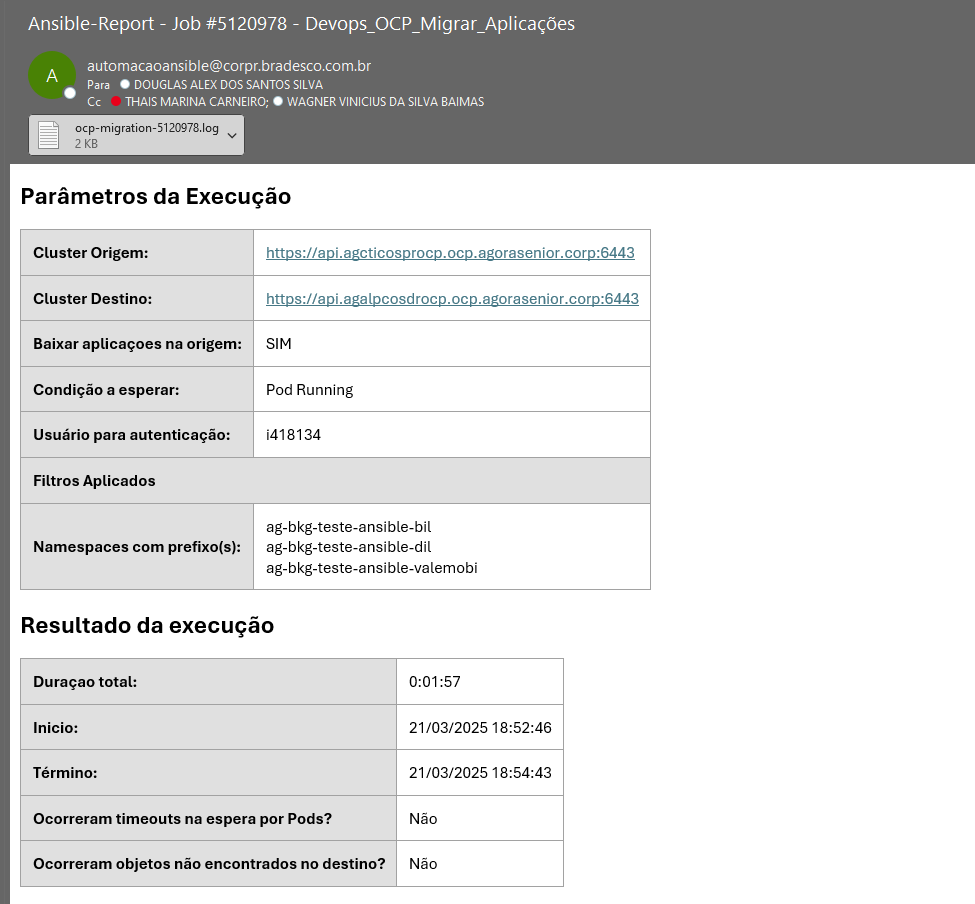 Ansible-Report - Job #5120978 - Devops_OCP_Migrar_Aplicações
A
automacaoansible@corpr.bradesco.com.br
Para DOUGLAS ALEX DOS SANTOS SILVA
Cc THAIS MARINA CARNEIRO; WAGNER VINICIUS DA SILVA BAIMAS
ocp-migration-5120978.log
2 KB
Parâmetros da Execução
Cluster Origem: https://api.agcticosprocp.ocp.agorasenior.corp:6443
Cluster Destino: https://api.agalpcosdrocp.ocp.agorasenior.corp:6443
Baixar aplicaçoes na origem: SIM
Condição a esperar: Pod Running
Usuário para autenticação: i418134
Filtros Aplicados
Namespaces com prefixo(s): ag-bkg-teste-ansible-bil
ag-bkg-teste-ansible-dil
ag-bkg-teste-ansible-valemobi
Resultado da execução
Duraçao total: 0:01:57
Inicio: 21/03/2025 18:52:46
Término: 21/03/2025 18:54:43
Ocorreram timeouts na espera por Pods? Não
Ocorreram objetos não encontrados no destino? Não